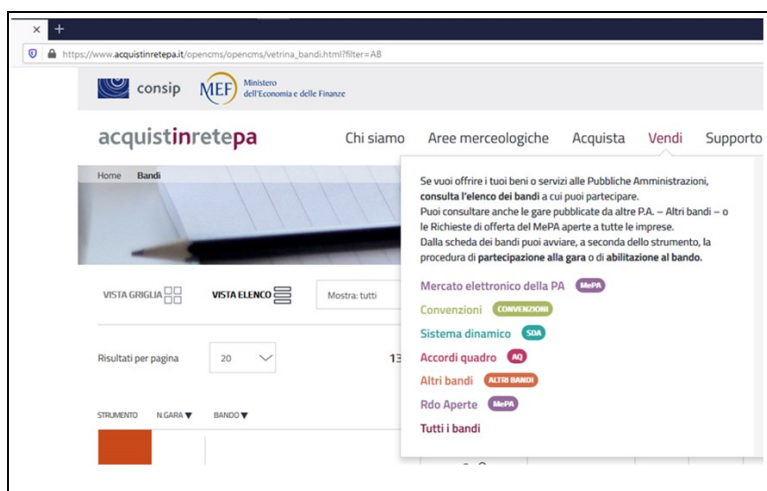 × +
https://www.acquistinretepa.it/opencms/opencms/vetrina_bandi.html?filter=AB
consip MEF Ministero
dell'Economia e delle Finanze
acquistinretepa Chi siamo Aree merceologiche Acquista Vendi Supporto
Home Bandi
Se vuoi offrire i tuoi beni o servizi alle Pubbliche Amministrazioni,
consulta l'elenco dei bandi a cui puoi partecipare.
Puoi consultare anche le gare pubblicate da altre P.A. – Altri bandi – o
le Richieste di offerta del MePA aperte a tutte le imprese.
Dalla scheda dei bandi puoi avviare, a seconda dello strumento, la
procedura di partecipazione alla gara o di abilitazione al bando.
Mercato elettronico della PA MePA
Convenzioni CONVENZIONI
Sistema dinamico SDA
Accordi quadro AQ
Altri bandi ALTRI BANDI
Rdo Aperte MePA
Tutti i bandi
VISTA GRIGLIA VISTA ELENCO Mostra: tutti
Risultati per pagina 20 13
STRUMENTO N.GARA ▼ BANDO ▼